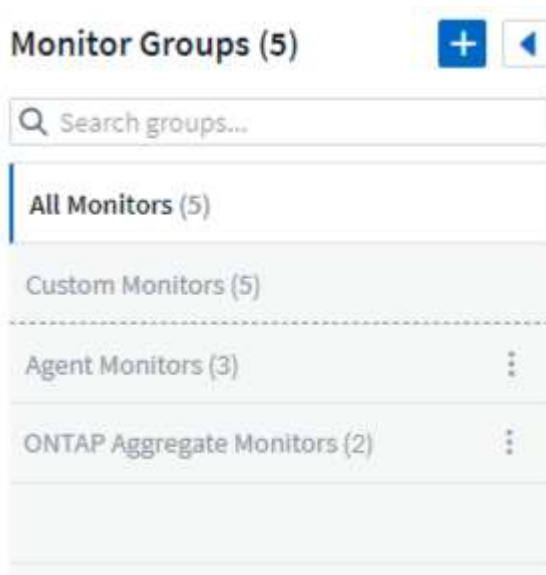 Monitor Groups (5)
Search groups...
All Monitors (5)
Custom Monitors (5)
Agent Monitors (3)
ONTAP Aggregate Monitors (2)